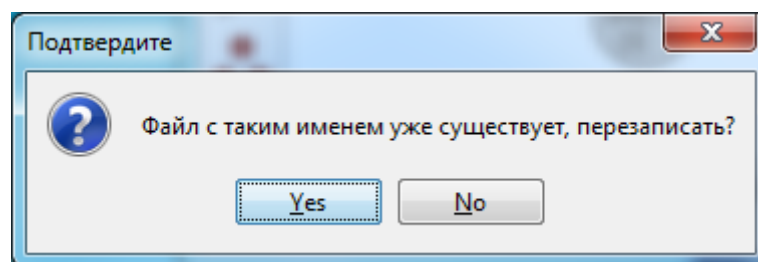 Подтвердите
Файл с таким именем уже существует, перезаписать?
Yes
No